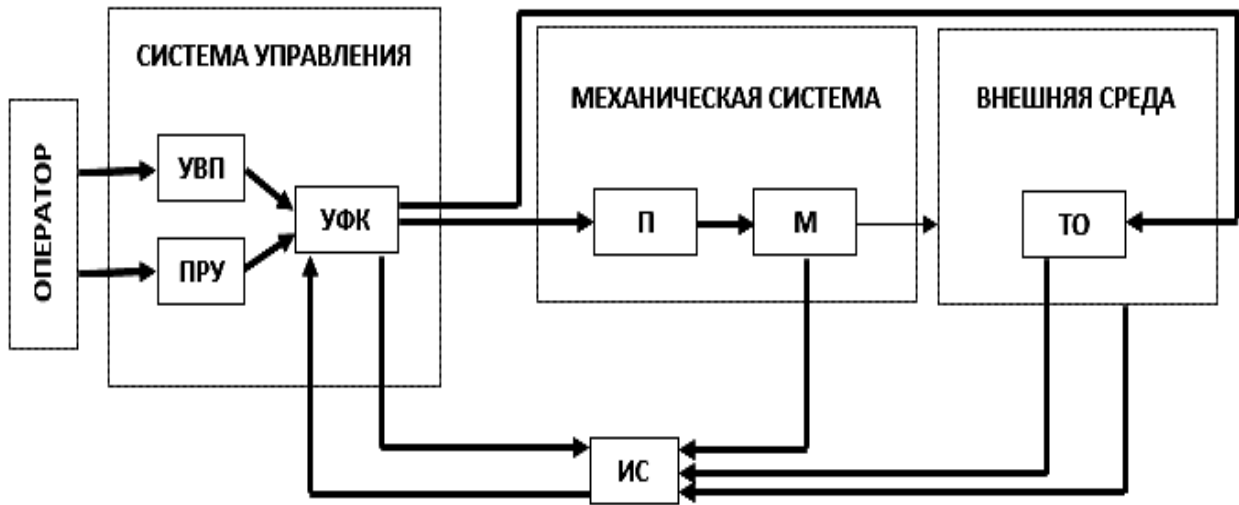 СИСТЕМА УПРАВЛЕНИЯ
МЕХАНИЧЕСКАЯ СИСТЕМА
ВНЕШНЯЯ СРЕДА
ОПЕРАТОР
УВП
УФК
ПРУ
П
М
ТО
ИС